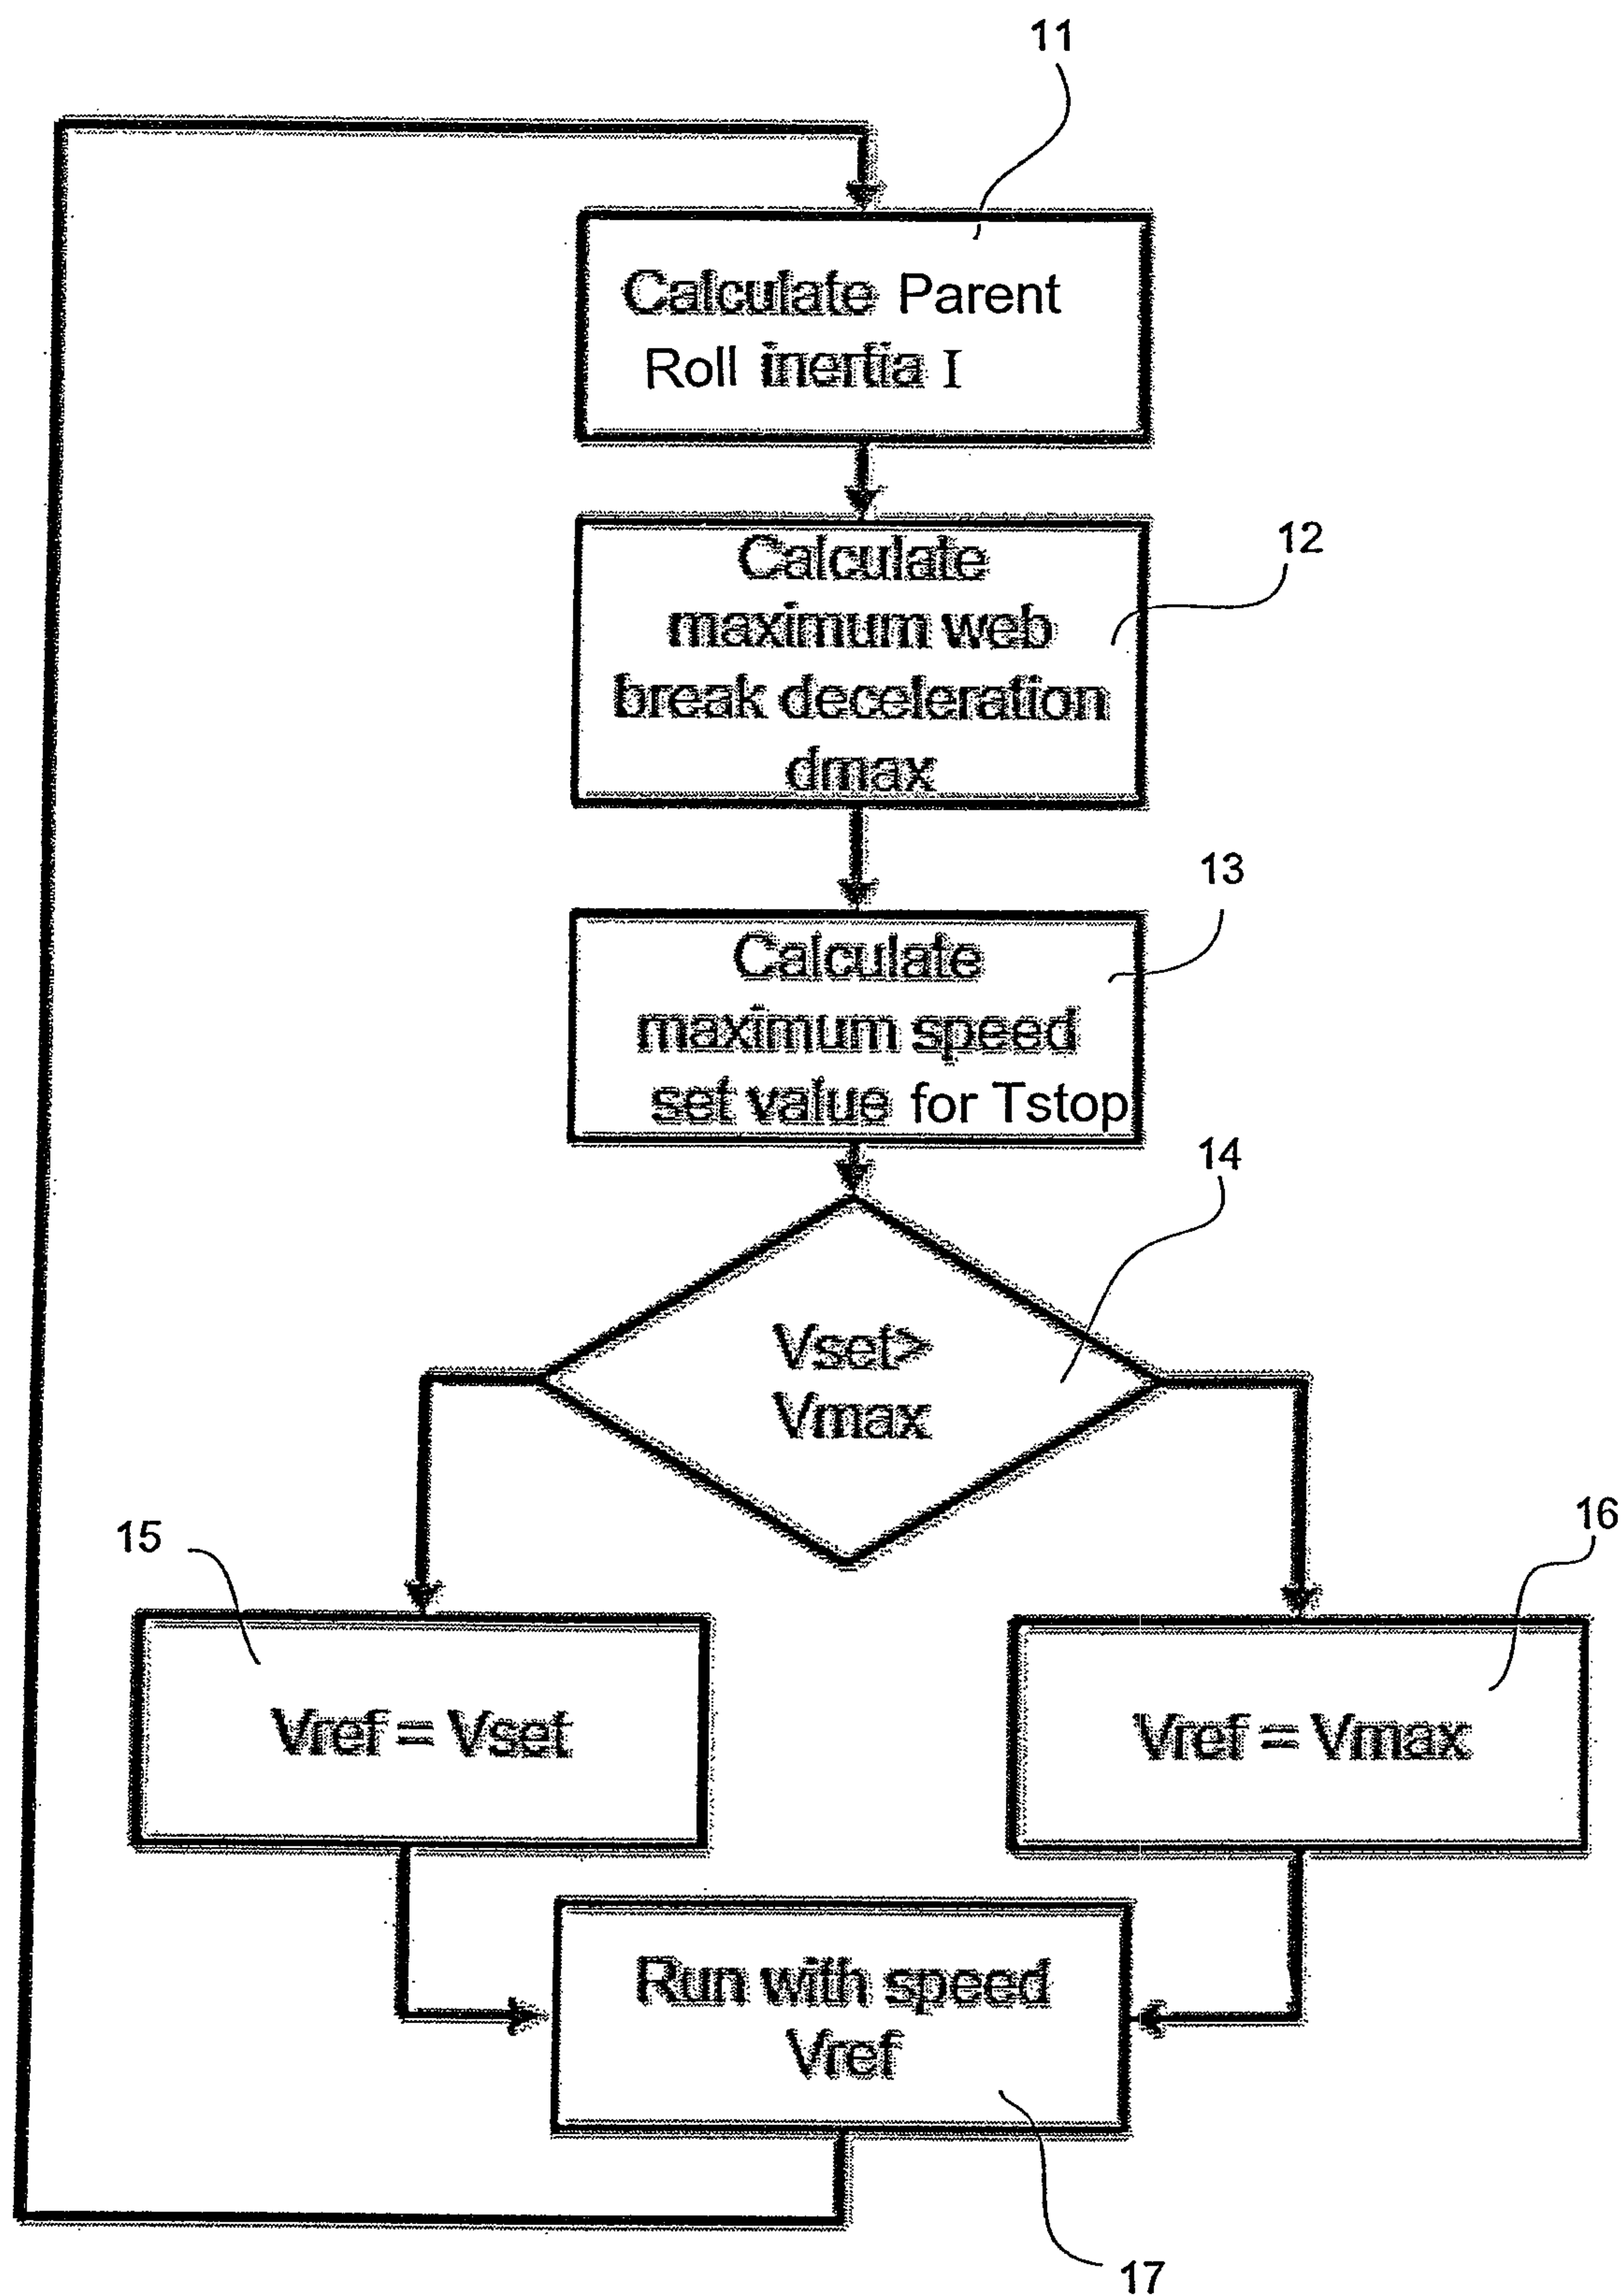 11
Calculate Parent
Roll inertia I
12
Calculate
maximum web
break deceleration
dmax
13
Calculate
maximum speed
set value for Tstop
14
Vset>
Vmax
15
16
Vref = Vset
Vref = Vmax
Run with speed
Vref
17